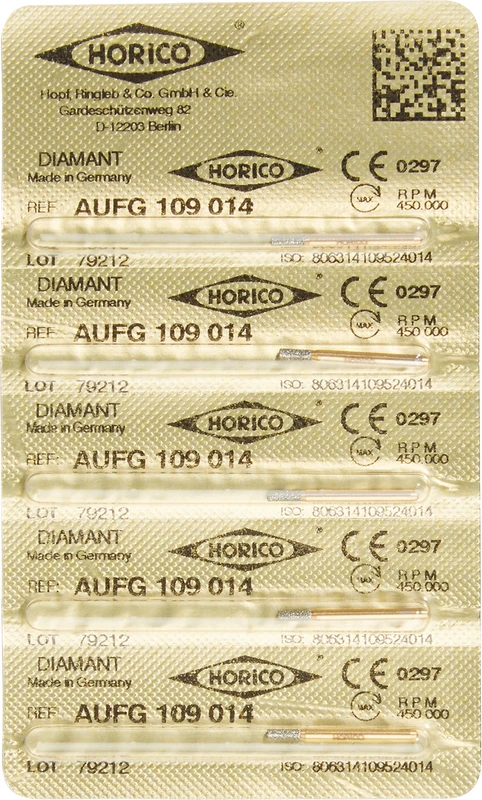 HORICO ®
Hopf, Ringleb & Co. GmbH & Cie.
Gardeschützenweg 82
D-12203 Berlin
DIAMANT HORICO ® CE 0297
Made in Germany
MAX RPM
REF: AUFG 109 014 450.000
HORICO
LOT 79212 ISO: 806314109524014
DIAMANT HORICO ® CE 0297
Made in Germany
MAX RPM
REF: AUFG 109 014 450.000
LOT 79212 ISO: 806314109524014
DIAMANT HORICO ® CE 0297
Made in Germany
MAX RPM
REF: AUFG 109 014 450.000
LOT 79212 ISO: 806314109524014
DIAMANT HORICO ® CE 0297
Made in Germany
MAX RPM
REF: AUFG 109 014 450.000
LOT 79212 ISO: 806314109524014
DIAMANT HORICO ® CE 0297
Made in Germany
MAX RPM
REF: AUFG 109 014 450.000
HORICO
LOT 79212 ISO: 806314109524014